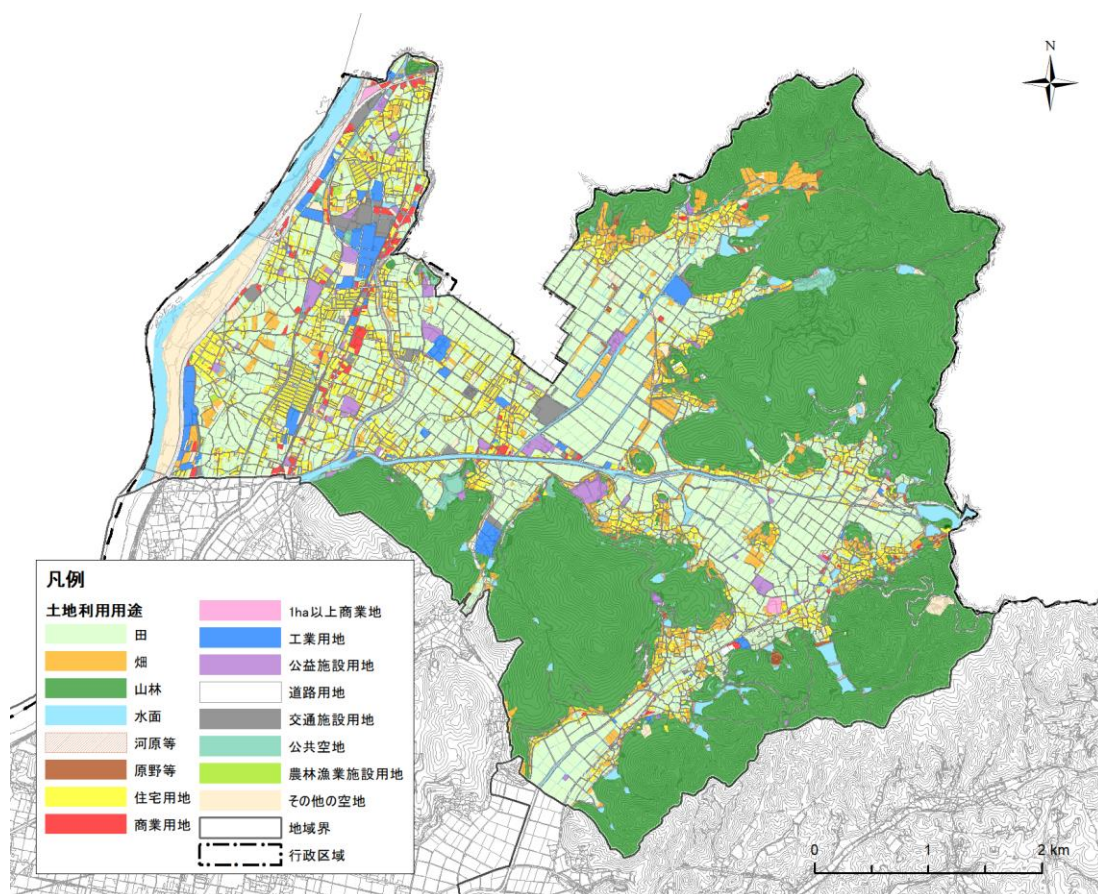 N
凡例
土地利用用途
田
畑
山林
水面
河原等
原野等
住宅用地
商業用地
1ha以上商業地
工業用地
公益施設用地
道路用地
交通施設用地
公共空地
農林漁業施設用地
その他の空地
地域界
行政区域
0 1 2 km